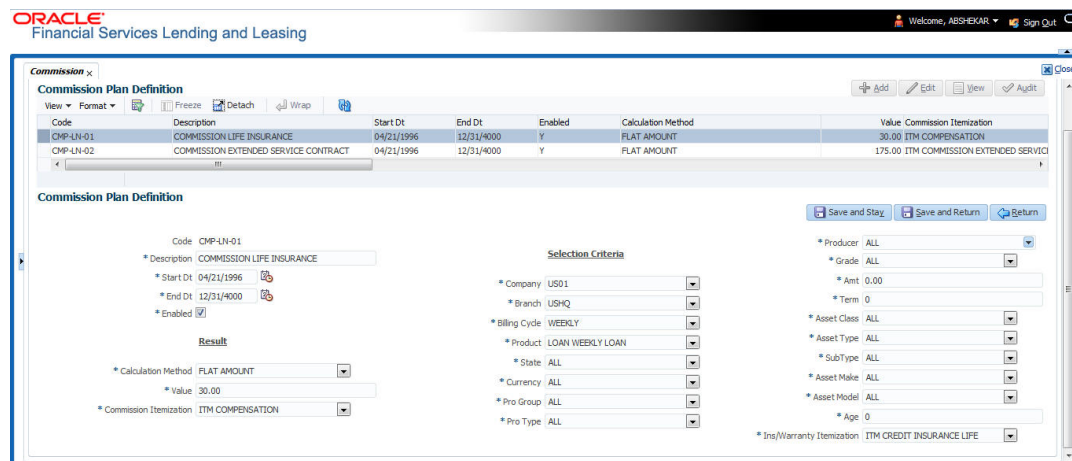 ORACLE®
Financial Services Lending and Leasing
Welcome, ABSHEKAR Sign Out
Commission
Close
Commission Plan Definition
Add Edit View Audit
View Format Freeze Detach Wrap
Code Description Start Dt End Dt Enabled Calculation Method Value Commission Itemization
CMP-LN-01 COMMISSION LIFE INSURANCE 04/21/1996 12/31/4000 Y FLAT AMOUNT 30.00 ITM COMPENSATION
CMP-LN-02 COMMISSION EXTENDED SERVICE CONTRACT 04/21/1996 12/31/4000 Y FLAT AMOUNT 175.00 ITM COMMISSION EXTENDED SERVICE
Commission Plan Definition
Save and Stay Save and Return Return
Code CMP-LN-01
* Description COMMISSION LIFE INSURANCE
* Start Dt 04/21/1996
* End Dt 12/31/4000
* Enabled
Result
* Calculation Method FLAT AMOUNT
* Value 30.00
* Commission Itemization ITM COMPENSATION
Selection Criteria
* Company US01
* Branch USHQ
* Billing Cycle WEEKLY
* Product LOAN WEEKLY LOAN
* State ALL
* Currency ALL
* Pro Group ALL
* Pro Type ALL
* Producer ALL
* Grade ALL
* Amt 0.00
* Term 0
* Asset Class ALL
* Asset Type ALL
* SubType ALL
* Asset Make ALL
* Asset Model ALL
* Age 0
* Ins/Warranty Itemization ITM CREDIT INSURANCE LIFE